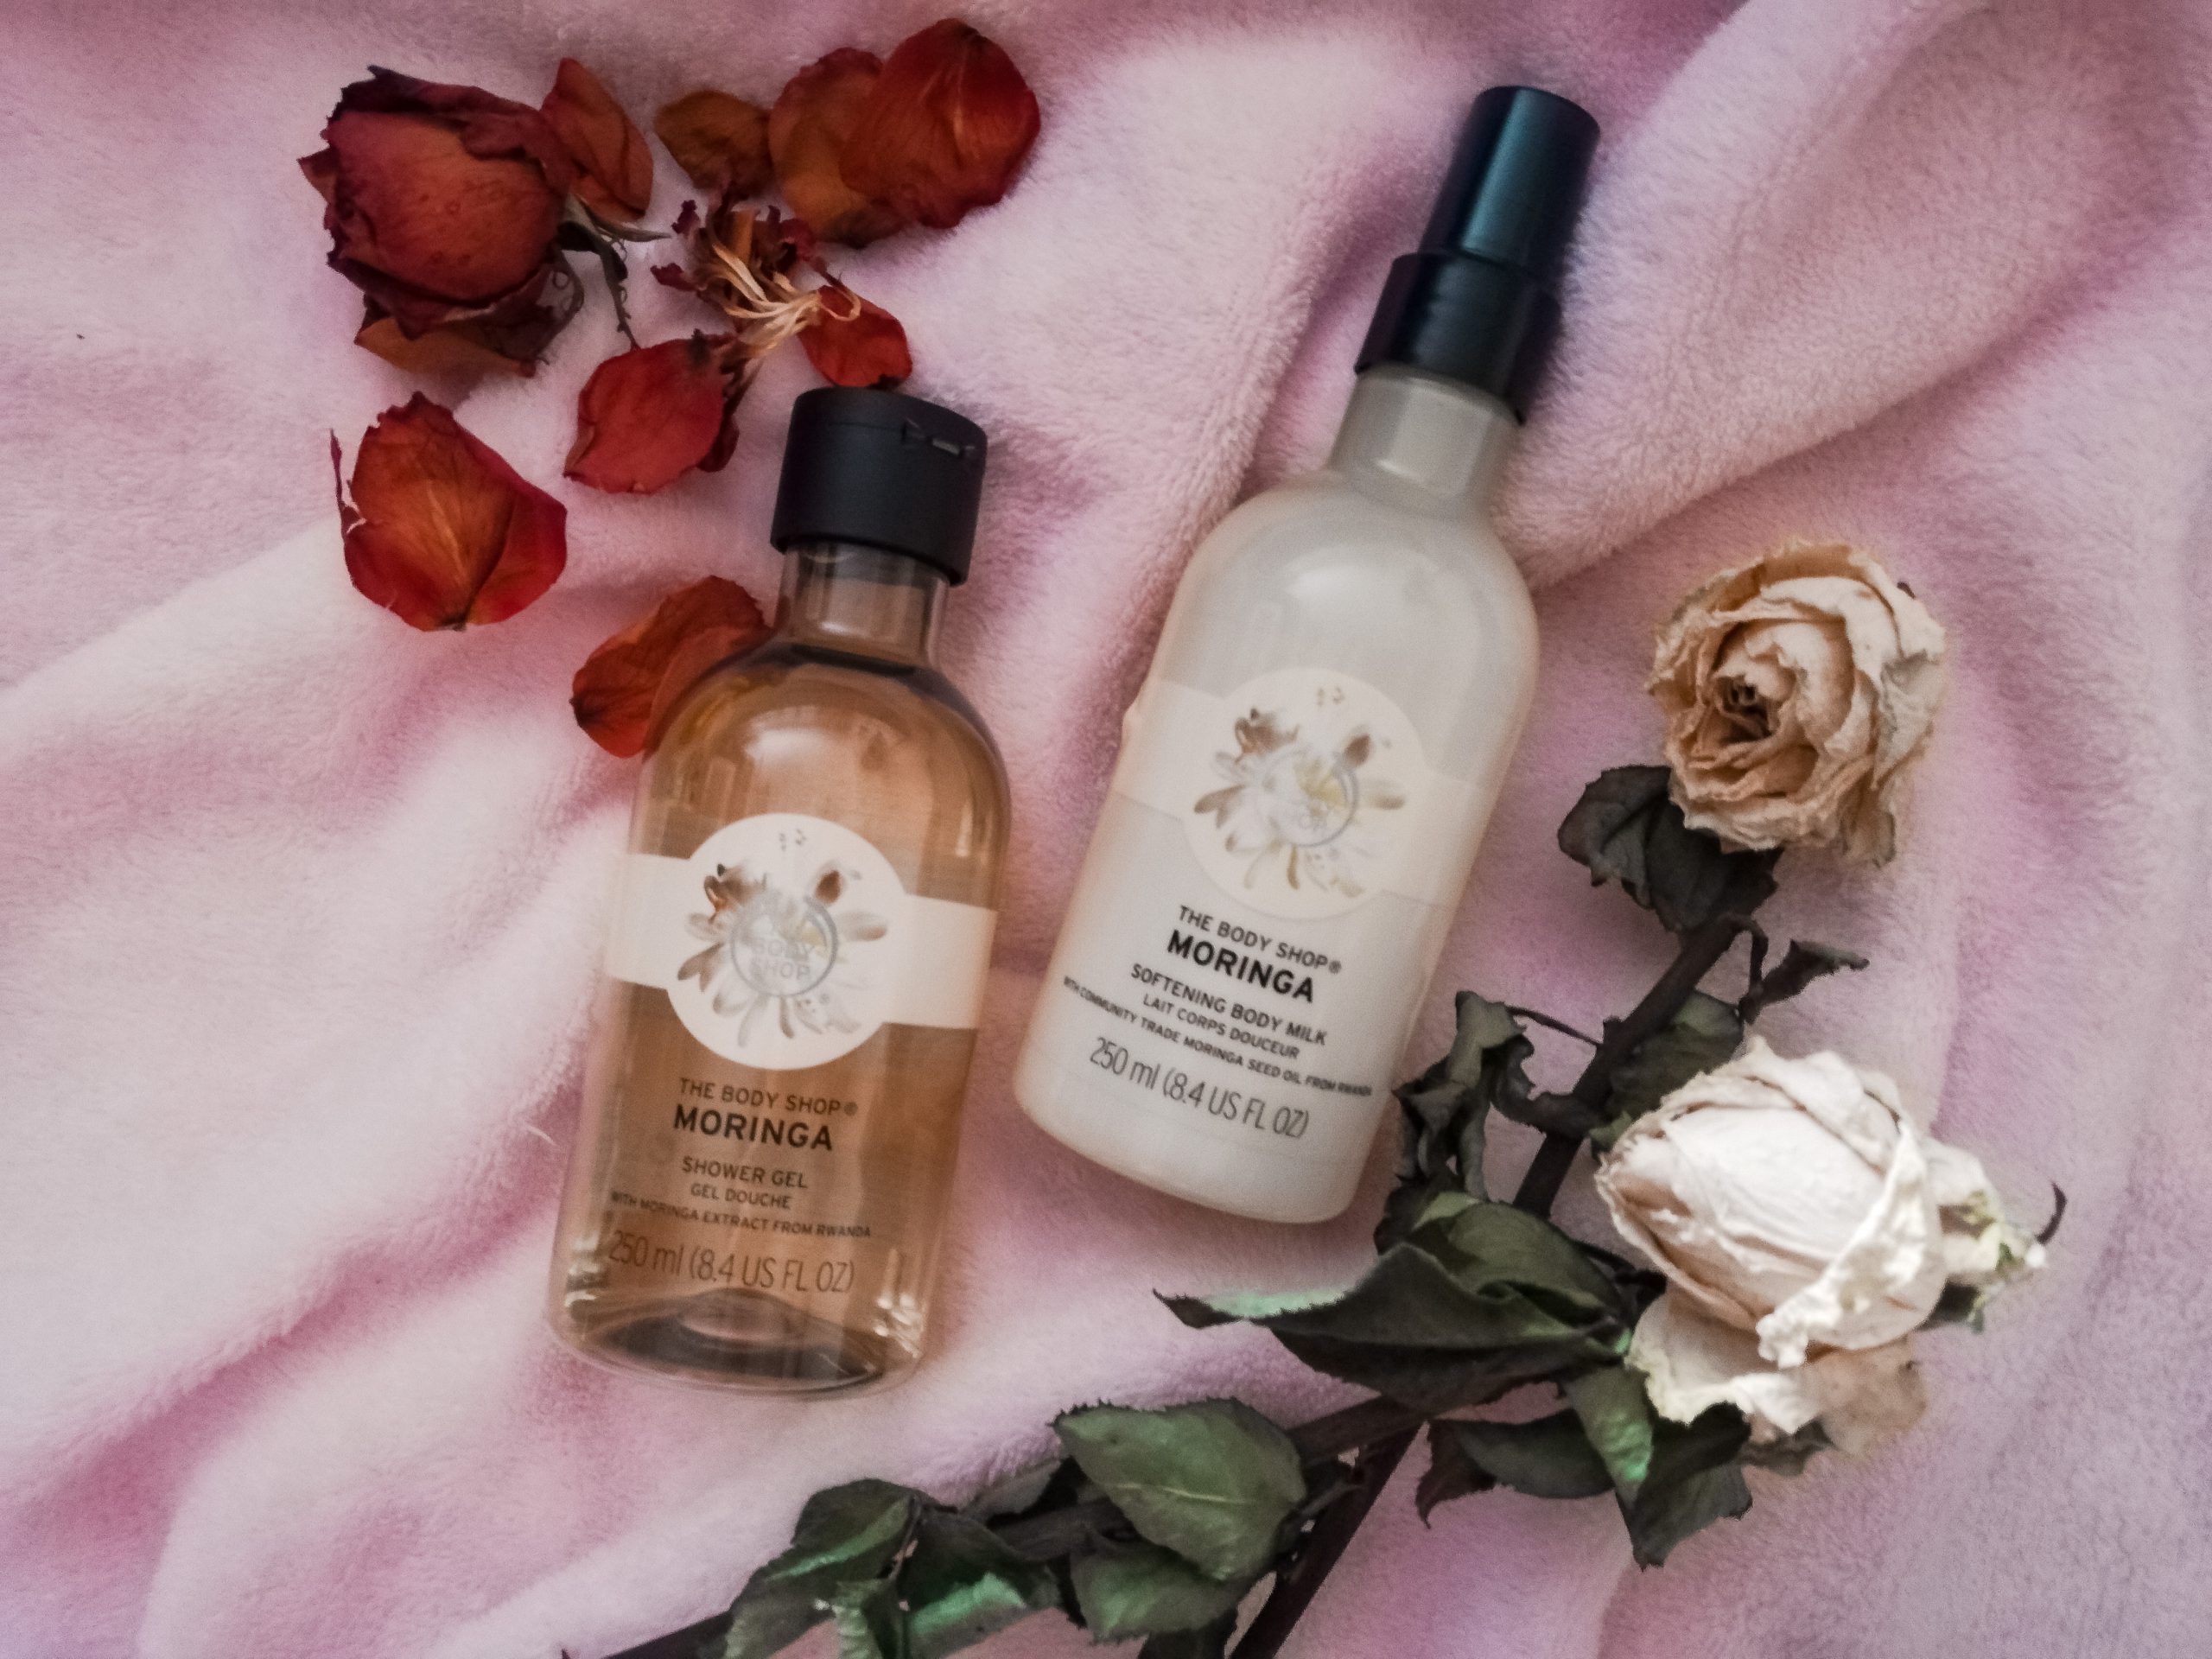 THE BODY SHOP®
MORINGA
SHOWER GEL
GEL DOUCHE
WITH MORINGA EXTRACT FROM RWANDA
250 ml (8.4 US FL OZ)
BODY
SHOP
THE BODY SHOP®
MORINGA
SOFTENING BODY MILK
LAIT CORPS DOUCEUR
WITH COMMUNITY TRADE MORINGA SEED OIL FROM RWANDA
250 ml (8.4 US FL OZ)